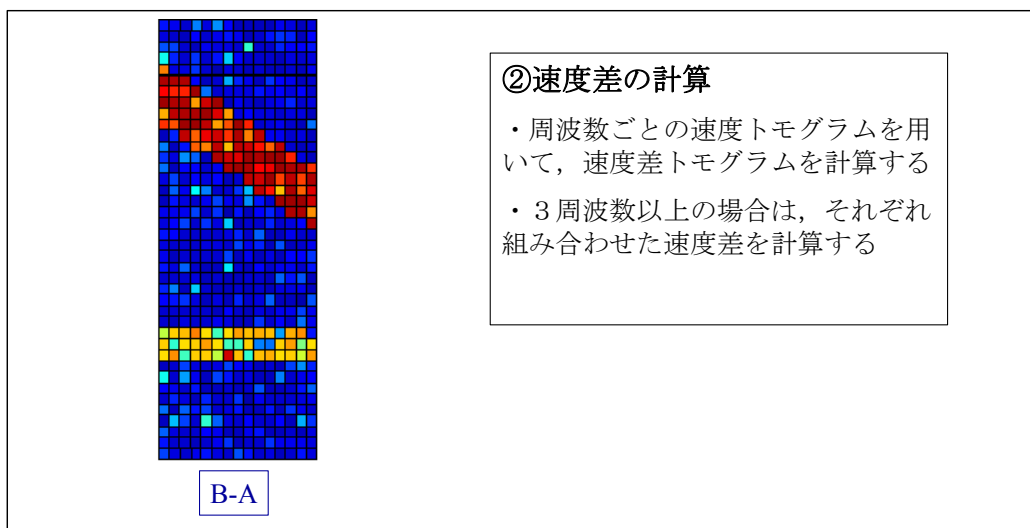 ②速度差の計算
・周波数ごとの速度トモグラムを用
いて，速度差トモグラムを計算する
・３周波数以上の場合は，それぞれ
組み合わせた速度差を計算する
B-A